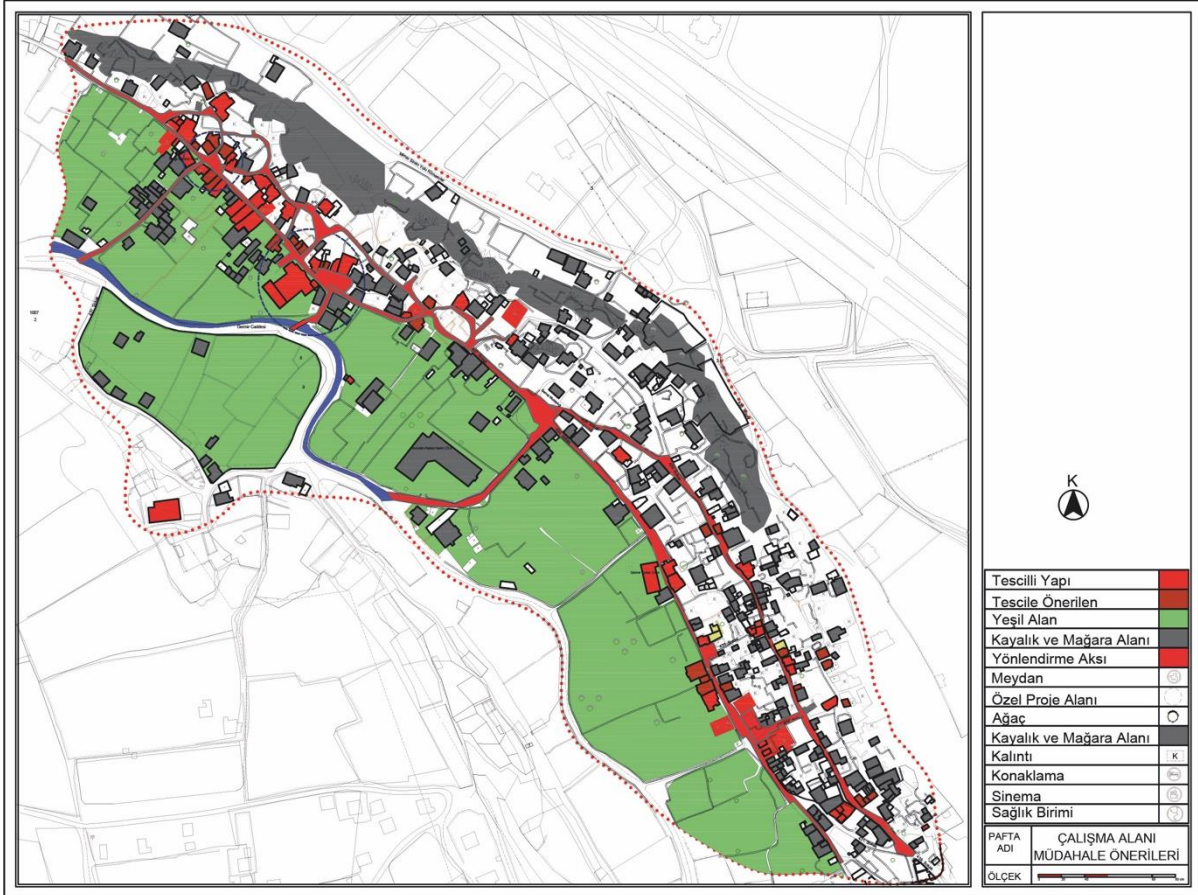 K
Tescilli Yapı
Tescile Önerilen
Yeşil Alan
Kayalık ve Mağara Alanı
Yönlendirme Aksı
Meydan
Özel Proje Alanı
Ağaç
Kayalık ve Mağara Alanı
Kalıntı K
Konaklama
Sinema
Sağlık Birimi
PAFTA ADI
ÇALIŞMA ALANI
MÜDAHALE ÖNERİLERİ
ÖLÇEK